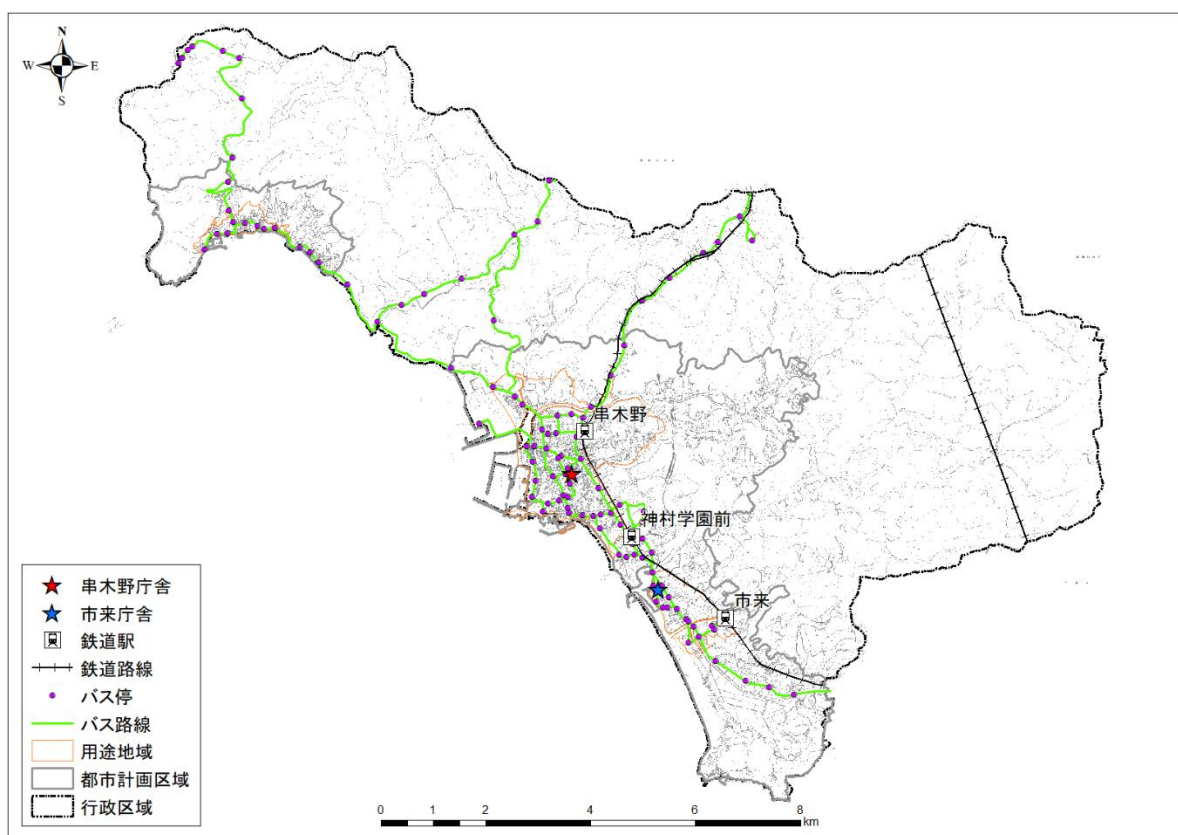 N
W E
S
串木野
神村学園前
市来
串木野庁舎
市来庁舎
鉄道駅
鉄道路線
バス停
バス路線
用途地域
都市計画区域
行政区域
0 1 2 4 6 8
km